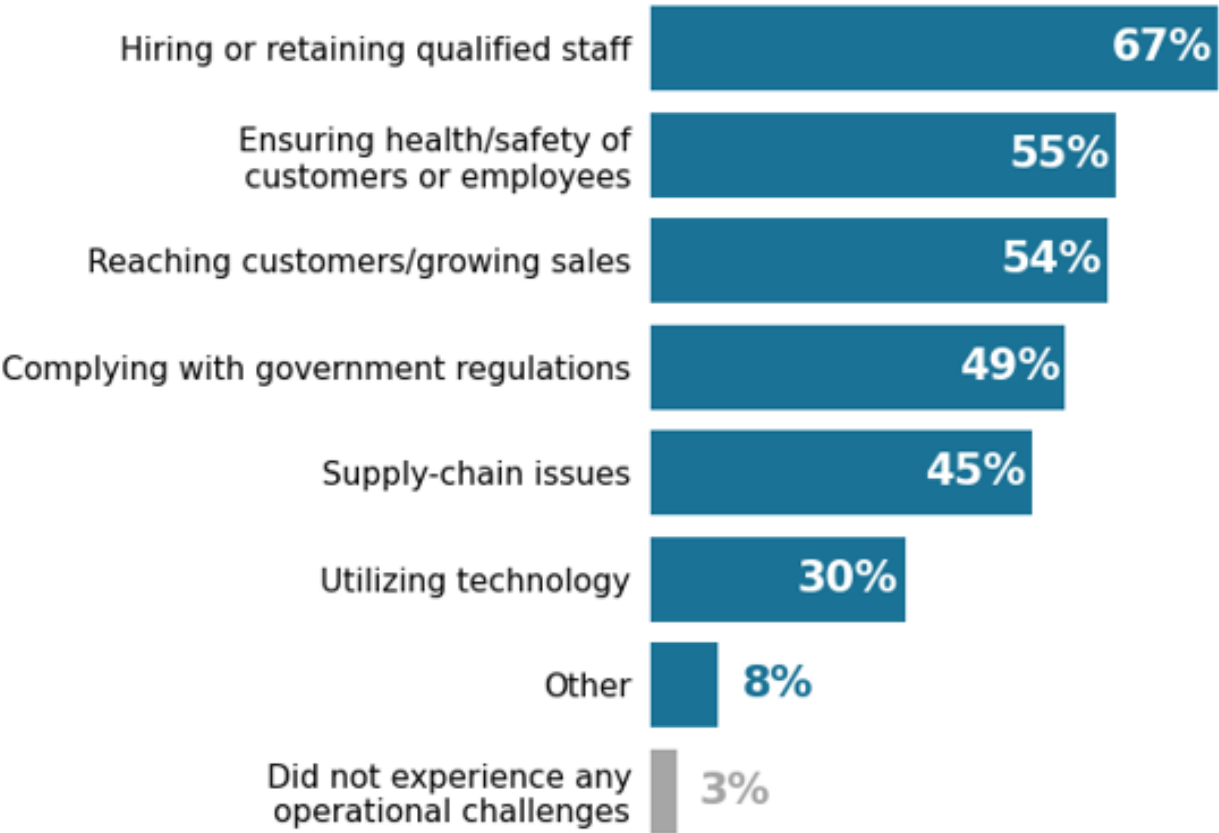 Hiring or retaining qualified staff 67%
Ensuring health/safety of
customers or employees 55%
Reaching customers/growing sales 54%
Complying with government regulations 49%
Supply-chain issues 45%
Utilizing technology 30%
Other 8%
Did not experience any
operational challenges 3%